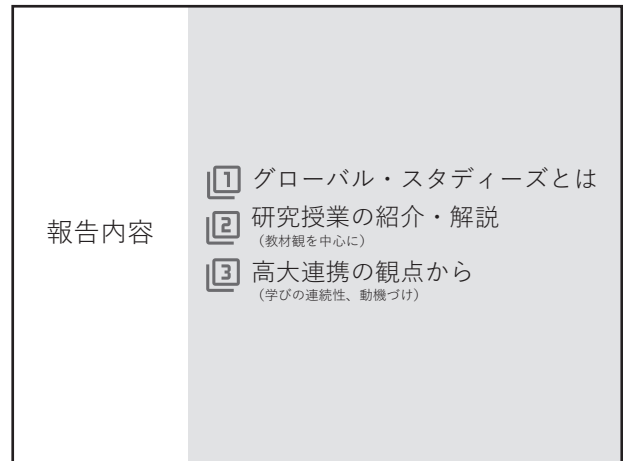 報告内容
1 グローバル・スタディーズとは
2 研究授業の紹介・解説
（教材観を中心に）
3 高大連携の観点から
（学びの連続性、動機づけ）